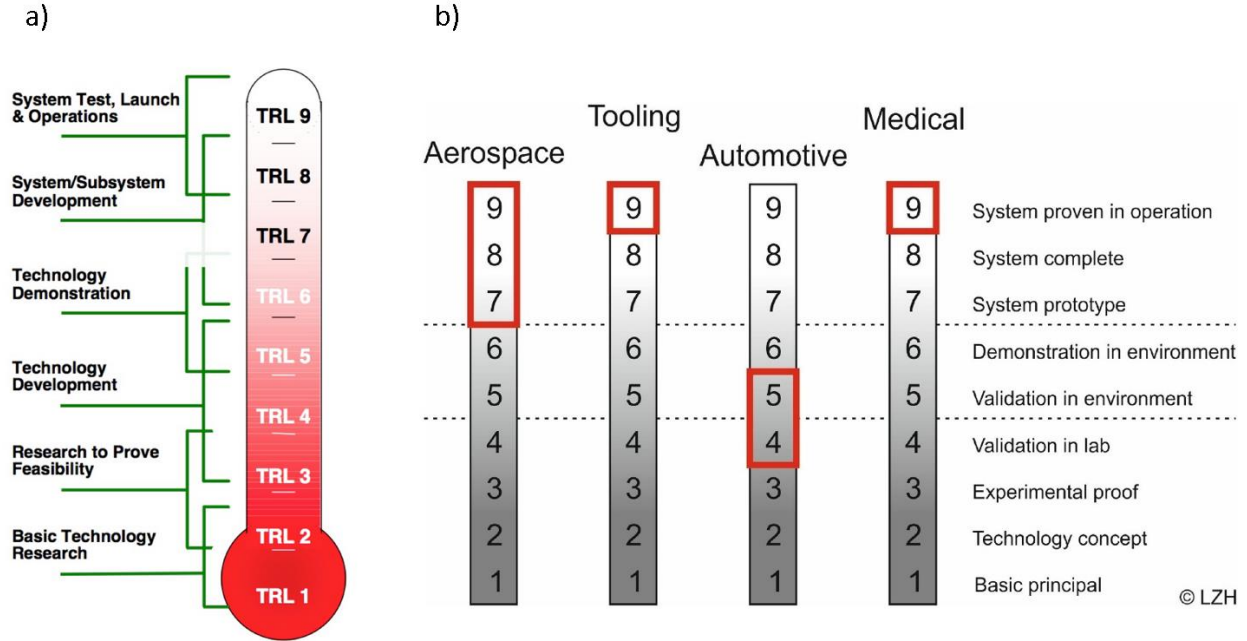 a)
System Test, Launch
& Operations
System/Subsystem
Development
Technology
Demonstration
Technology
Development
Research to Prove
Feasibility
Basic Technology
Research
TRL 9
TRL 8
TRL 7
TRL 6
TRL 5
TRL 4
TRL 3
TRL 2
TRL 1
b)
Aerospace Tooling Automotive Medical
9 9 9 9 System proven in operation
8 8 8 8 System complete
7 7 7 7 System prototype
6 6 6 6 Demonstration in environment
5 5 5 5 Validation in environment
4 4 4 4 Validation in lab
3 3 3 3 Experimental proof
2 2 2 2 Technology concept
1 1 1 1 Basic principal
© LZH